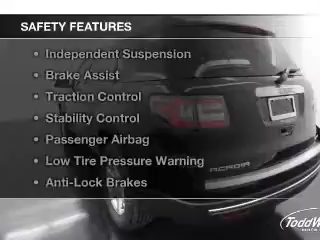 SAFETY FEATURES
• Independent Suspension
• Brake Assist
• Traction Control
• Stability Control
• Passenger Airbag
• Low Tire Pressure Warning
• Anti-Lock Brakes
ACADIA